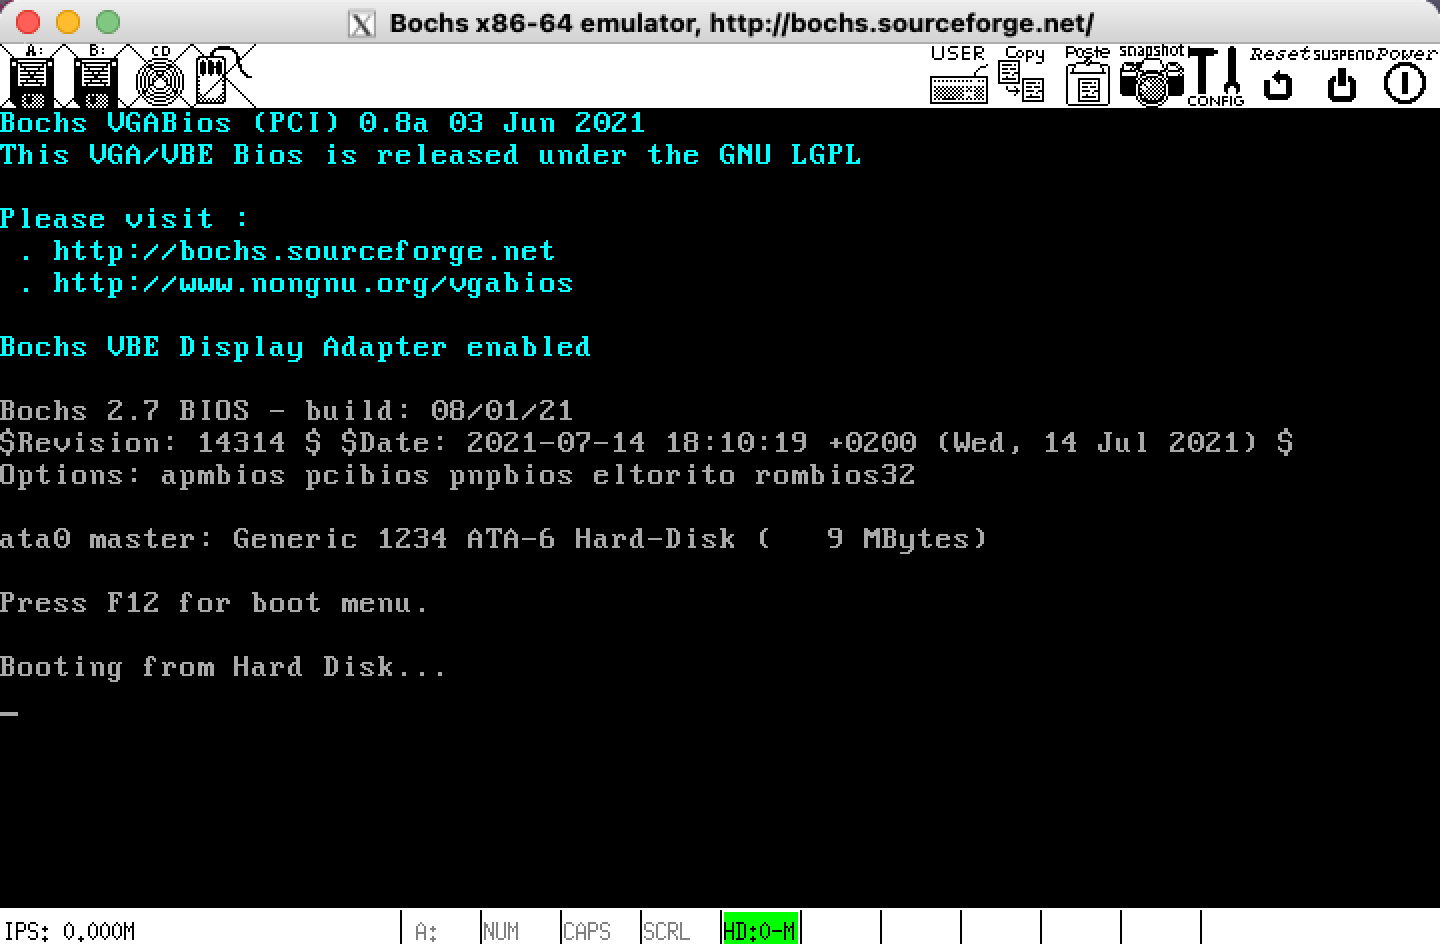 Bochs x86-64 emulator, http://bochs.sourceforge.net/
A: B: CD USER Copy Paste snapshot CONFIG Reset SUSPEND Power
Bochs VGABios (PCI) 0.8a 03 Jun 2021
This VGA/VBE Bios is released under the GNU LGPL
Please visit :
. http://bochs.sourceforge.net
. http://www.nongnu.org/vgabios
Bochs VBE Display Adapter enabled
Bochs 2.7 BIOS - build: 08/01/21
$Revision: 14314 $ $Date: 2021-07-14 18:10:19 +0200 (Wed, 14 Jul 2021) $
Options: apmbios pcibios pnpbios eltorito rombios32
ata0 master: Generic 1234 ATA-6 Hard-Disk (   9 MBytes)
Press F12 for boot menu.
Booting from Hard Disk...
_
IPS: 0.000M A: NUM CAPS SCRL HD:0-M